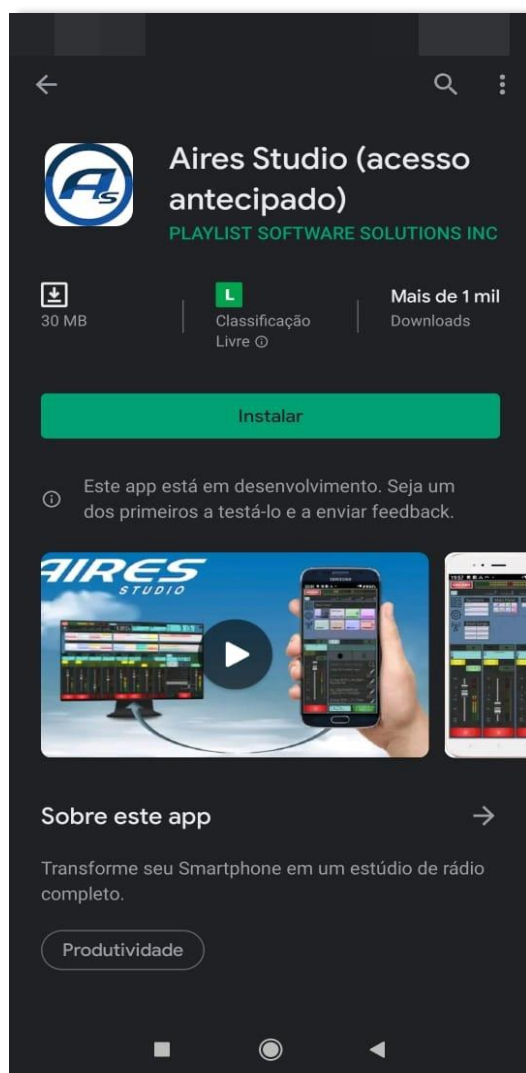 Aires Studio (acesso
antecipado)
PLAYLIST SOFTWARE SOLUTIONS INC
30 MB
L
Classificação
Livre
Mais de 1 mil
Downloads
Instalar
Este app está em desenvolvimento. Seja um
dos primeiros a testá-lo e a enviar feedback.
AIRES
STUDIO
Sobre este app
Transforme seu Smartphone em um estúdio de rádio
completo.
Produtividade